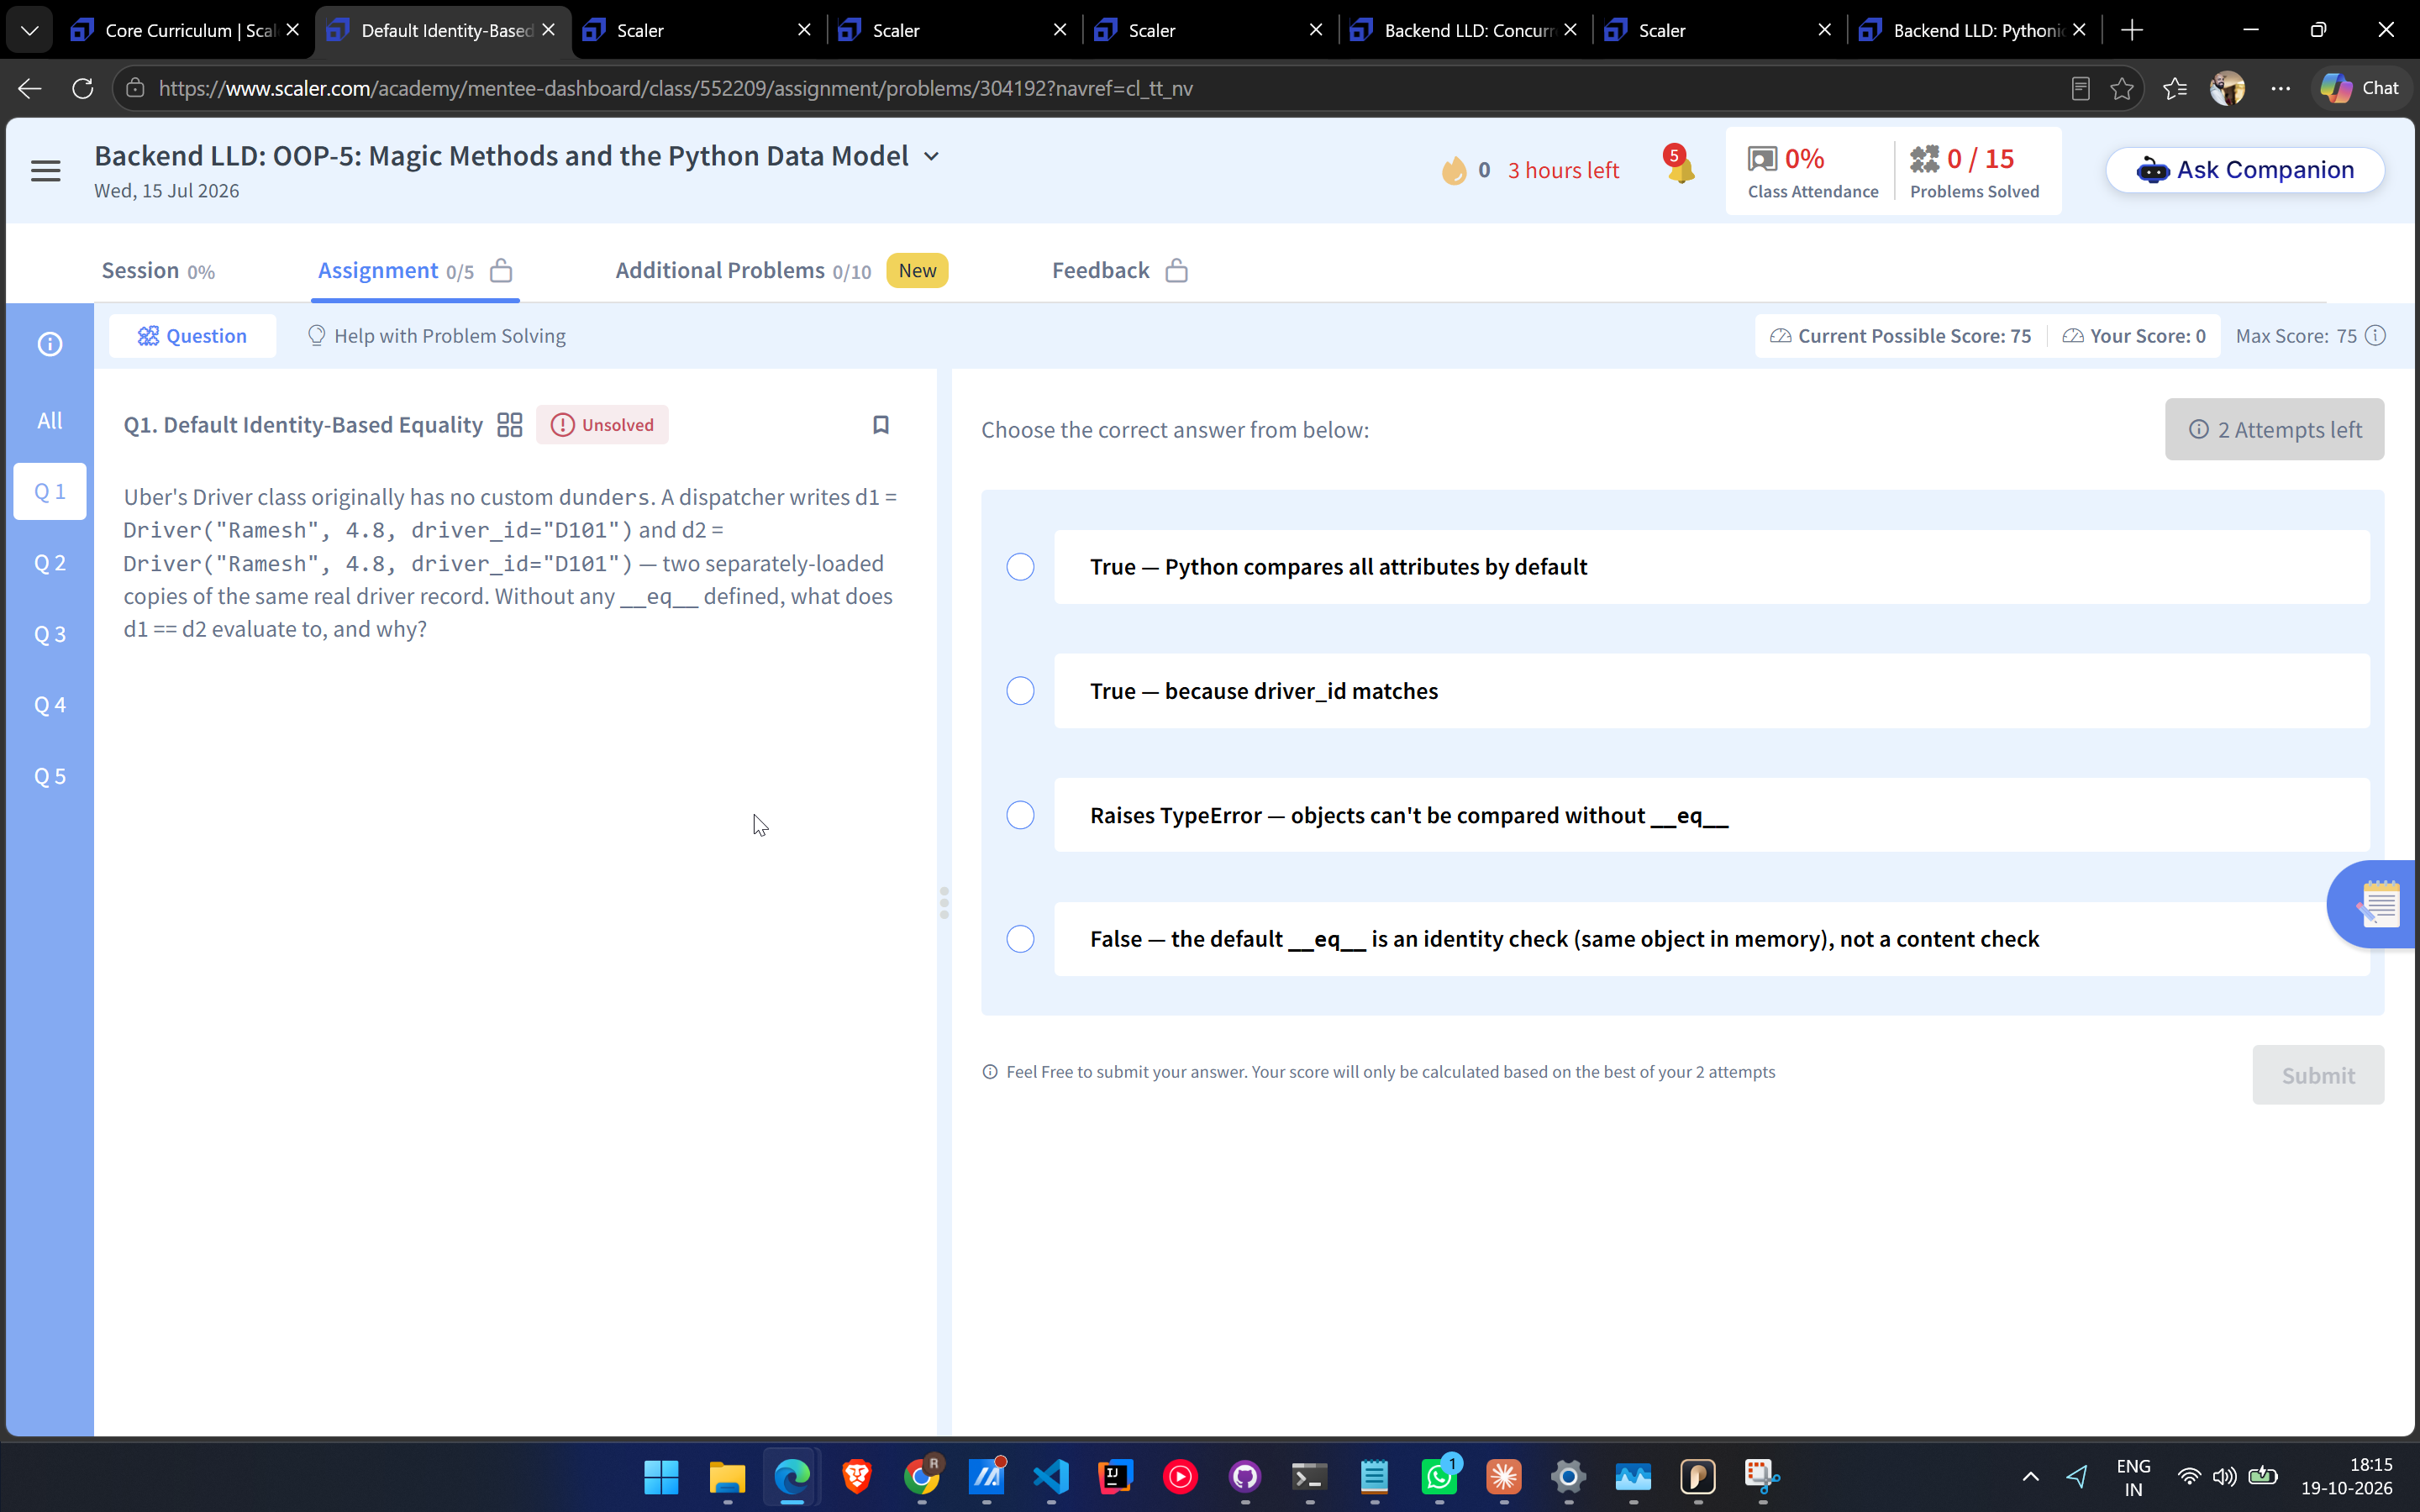 Core Curriculum | Scal
Default Identity-Based
Scaler
Scaler
Scaler
Backend LLD: Concurr
Scaler
Backend LLD: Pythoni
https://www.scaler.com/academy/mentee-dashboard/class/552209/assignment/problems/304192?navref=cl_tt_nv
Chat
Backend LLD: OOP-5: Magic Methods and the Python Data Model
Wed, 15 Jul 2026
0 3 hours left
5
0%
Class Attendance
0 / 15
Problems Solved
Ask Companion
Session 0%
Assignment 0/5
Additional Problems 0/10 New
Feedback
Question
Help with Problem Solving
Current Possible Score: 75
Your Score: 0
Max Score: 75
All
Q 1
Q 2
Q 3
Q 4
Q 5
Q1. Default Identity-Based Equality
Unsolved
Uber's Driver class originally has no custom dunders. A dispatcher writes d1 =
Driver("Ramesh", 4.8, driver_id="D101") and d2 =
Driver("Ramesh", 4.8, driver_id="D101") — two separately-loaded
copies of the same real driver record. Without any __eq__ defined, what does
d1 == d2 evaluate to, and why?
Choose the correct answer from below:
2 Attempts left
True — Python compares all attributes by default
True — because driver_id matches
Raises TypeError — objects can't be compared without __eq__
False — the default __eq__ is an identity check (same object in memory), not a content check
Feel Free to submit your answer. Your score will only be calculated based on the best of your 2 attempts
Submit
R
IJ
1
ENG
IN
18:15
19-10-2026